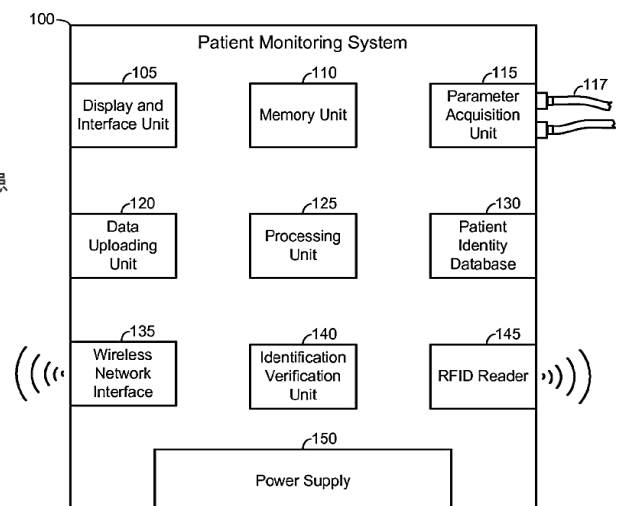 100
Patient Monitoring System
105
110
115
117
Display and
Interface Unit
Memory Unit
Parameter
Acquisition
Unit
120
125
130
Data
Uploading
Unit
Processing
Unit
Patient
Identity
Database
135
140
145
Wireless
Network
Interface
Identification
Verification
Unit
RFID Reader
150
Power Supply